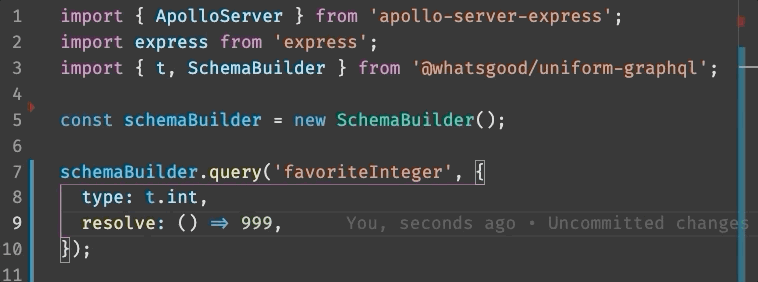 1 import { ApolloServer } from 'apollo-server-express';
2 import express from 'express';
3 import { t, SchemaBuilder } from '@whatsgood/uniform-graphql';
4
5 const schemaBuilder = new SchemaBuilder();
6
7 schemaBuilder.query('favoriteInteger', {
8 type: t.int,
9 resolve: () => 999, You, seconds ago • Uncommitted changes
10 });
11